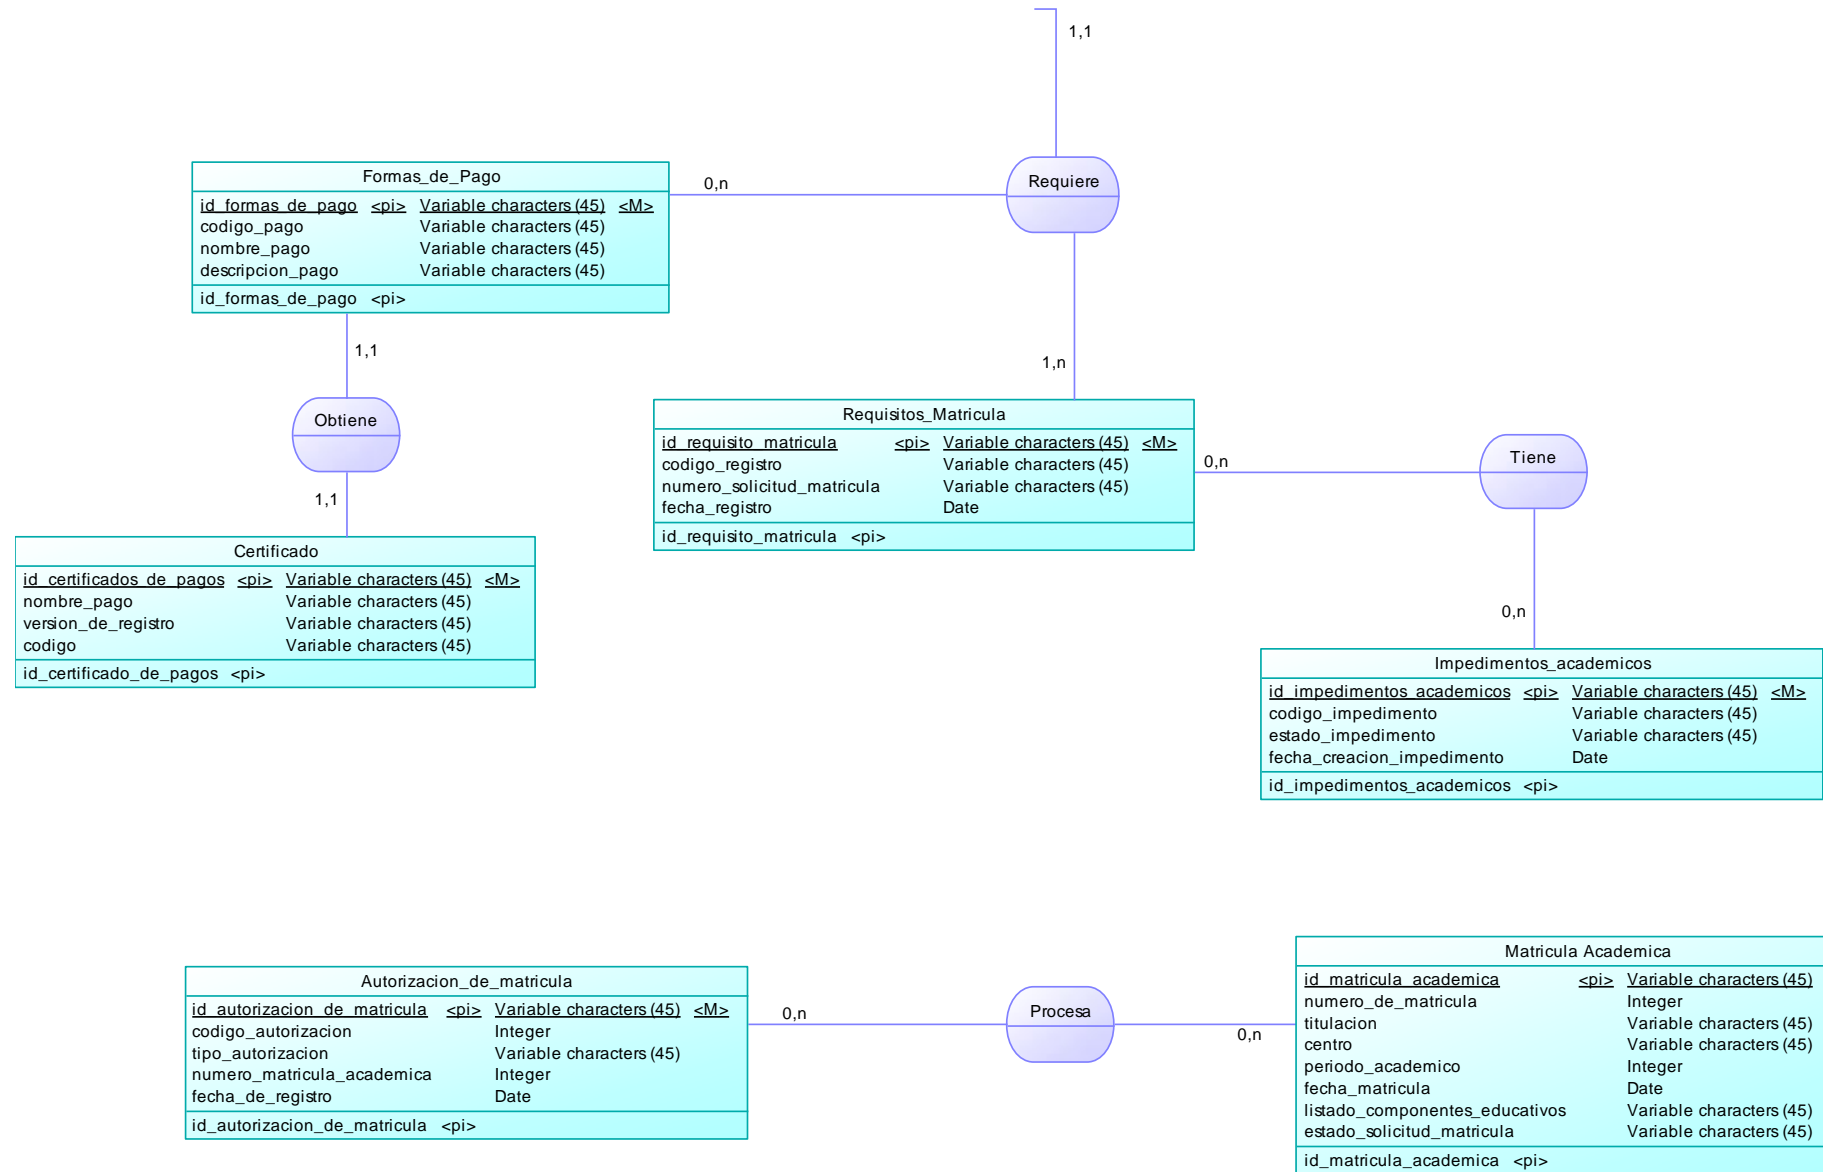 1,1
Requiere
Formas_de_Pago
0,n
id_formas_de_pago <pi> Variable characters (45) <M>
codigo_pago Variable characters (45)
nombre_pago Variable characters (45)
descripcion_pago Variable characters (45)
id_formas_de_pago <pi>
1,1
1,n
Obtiene
1,1
Requisitos_Matricula
id_requisito_matricula <pi> Variable characters (45) <M>
codigo_registro Variable characters (45)
numero_solicitud_matricula Variable characters (45)
fecha_registro Date
id_requisito_matricula <pi>
0,n
Tiene
0,n
Certificado
id_certificados_de_pagos <pi> Variable characters (45) <M>
nombre_pago Variable characters (45)
version_de_registro Variable characters (45)
codigo Variable characters (45)
id_certificado_de_pagos <pi>
Impedimentos_academicos
id_impedimentos_academicos <pi> Variable characters (45) <M>
codigo_impedimento Variable characters (45)
estado_impedimento Variable characters (45)
fecha_creacion_impedimento Date
id_impedimentos_academicos <pi>
Autorizacion_de_matricula
id_autorizacion_de_matricula <pi> Variable characters (45) <M>
codigo_autorizacion Integer
tipo_autorizacion Variable characters (45)
numero_matricula_academica Integer
fecha_de_registro Date
id_autorizacion_de_matricula <pi>
0,n
Procesa
0,n
Matricula Academica
id_matricula_academica <pi> Variable characters (45)
numero_de_matricula Integer
titulacion Variable characters (45)
centro Variable characters (45)
periodo_academico Integer
fecha_matricula Date
listado_componentes_educativos Variable characters (45)
estado_solicitud_matricula Variable characters (45)
id_matricula_academica <pi>